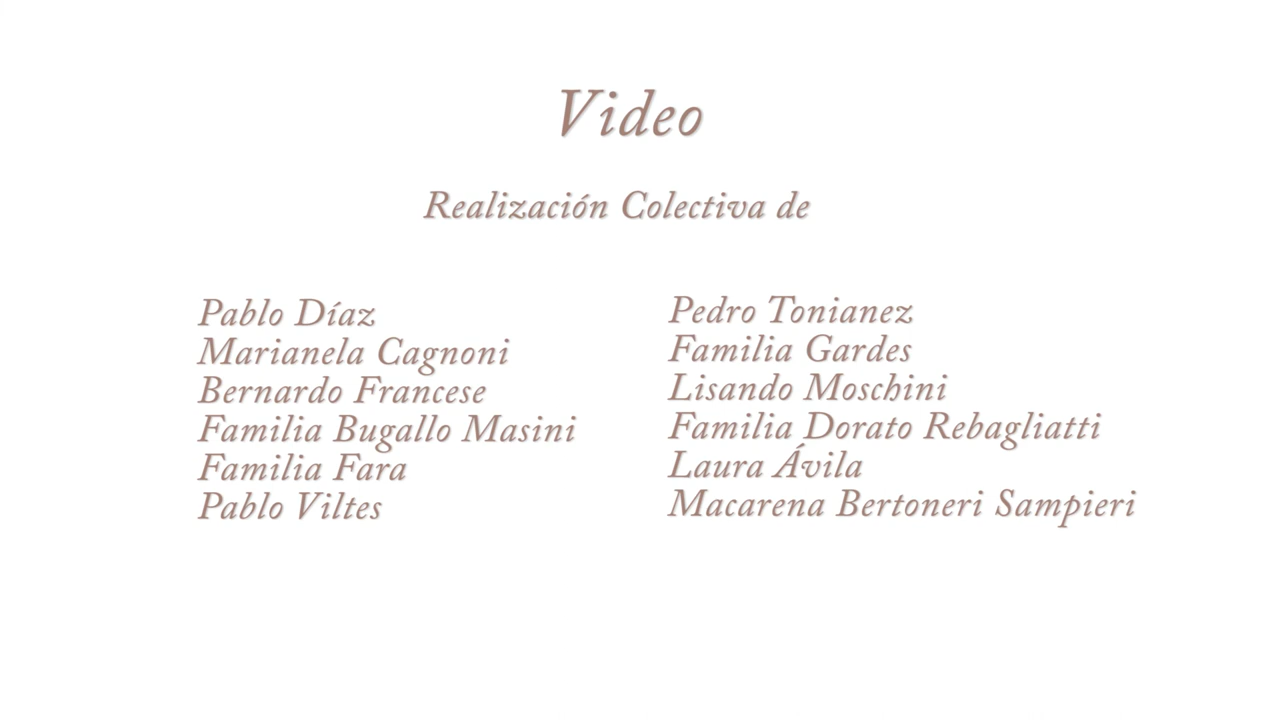 Video
Realización Colectiva de
Pablo Díaz
Marianela Cagnoni
Bernardo Francese
Familia Bugallo Masini
Familia Fara
Pablo Viltes
Pedro Tonianez
Familia Gardes
Lisando Moschini
Familia Dorato Rebagliatti
Laura Ávila
Macarena Bertoneri Sampieri